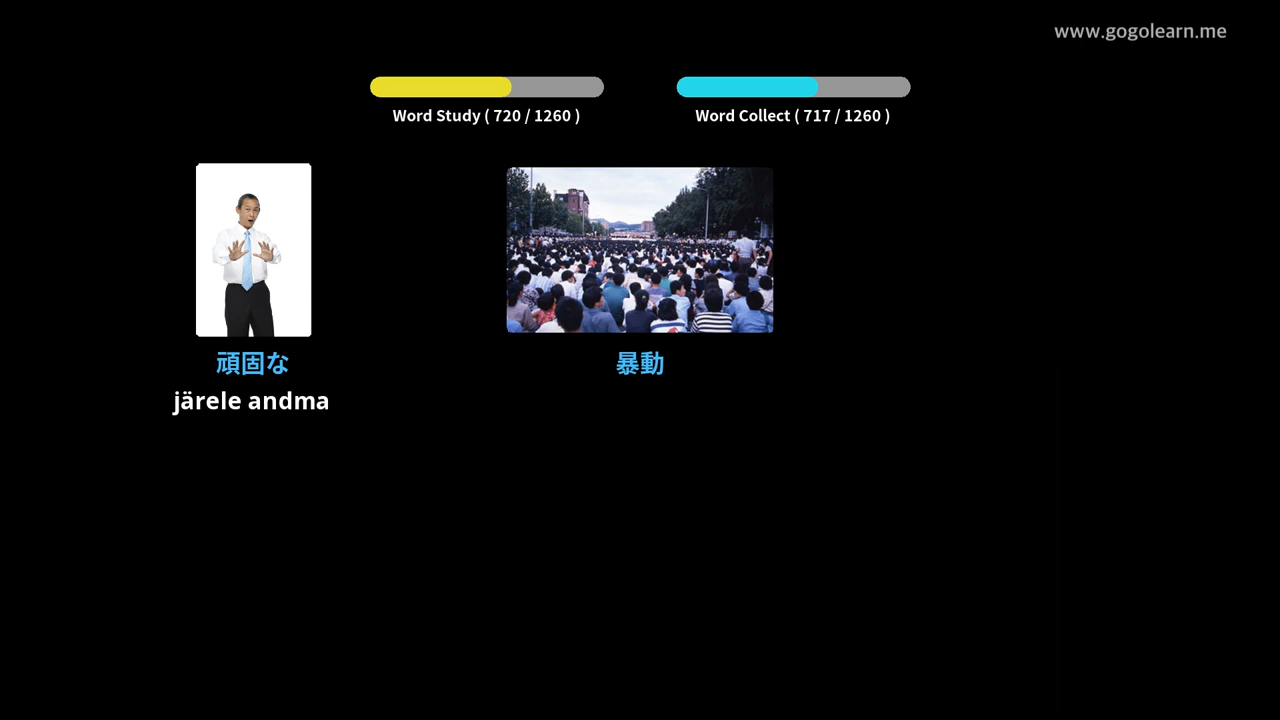 www.gogolearn.me
Word Study ( 720 / 1260 )
Word Collect ( 717 / 1260 )
頑固な
暴動
järele andma